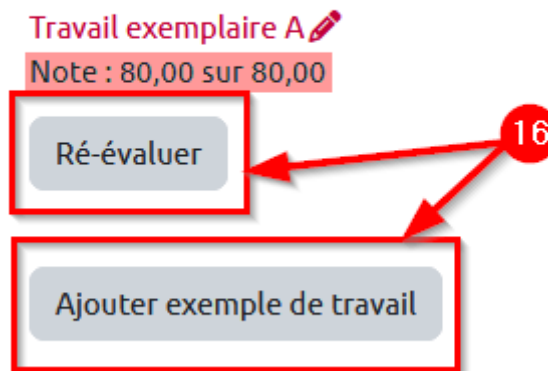 Travail exemplaire A
Note : 80,00 sur 80,00
16
Ré-évaluer
Ajouter exemple de travail